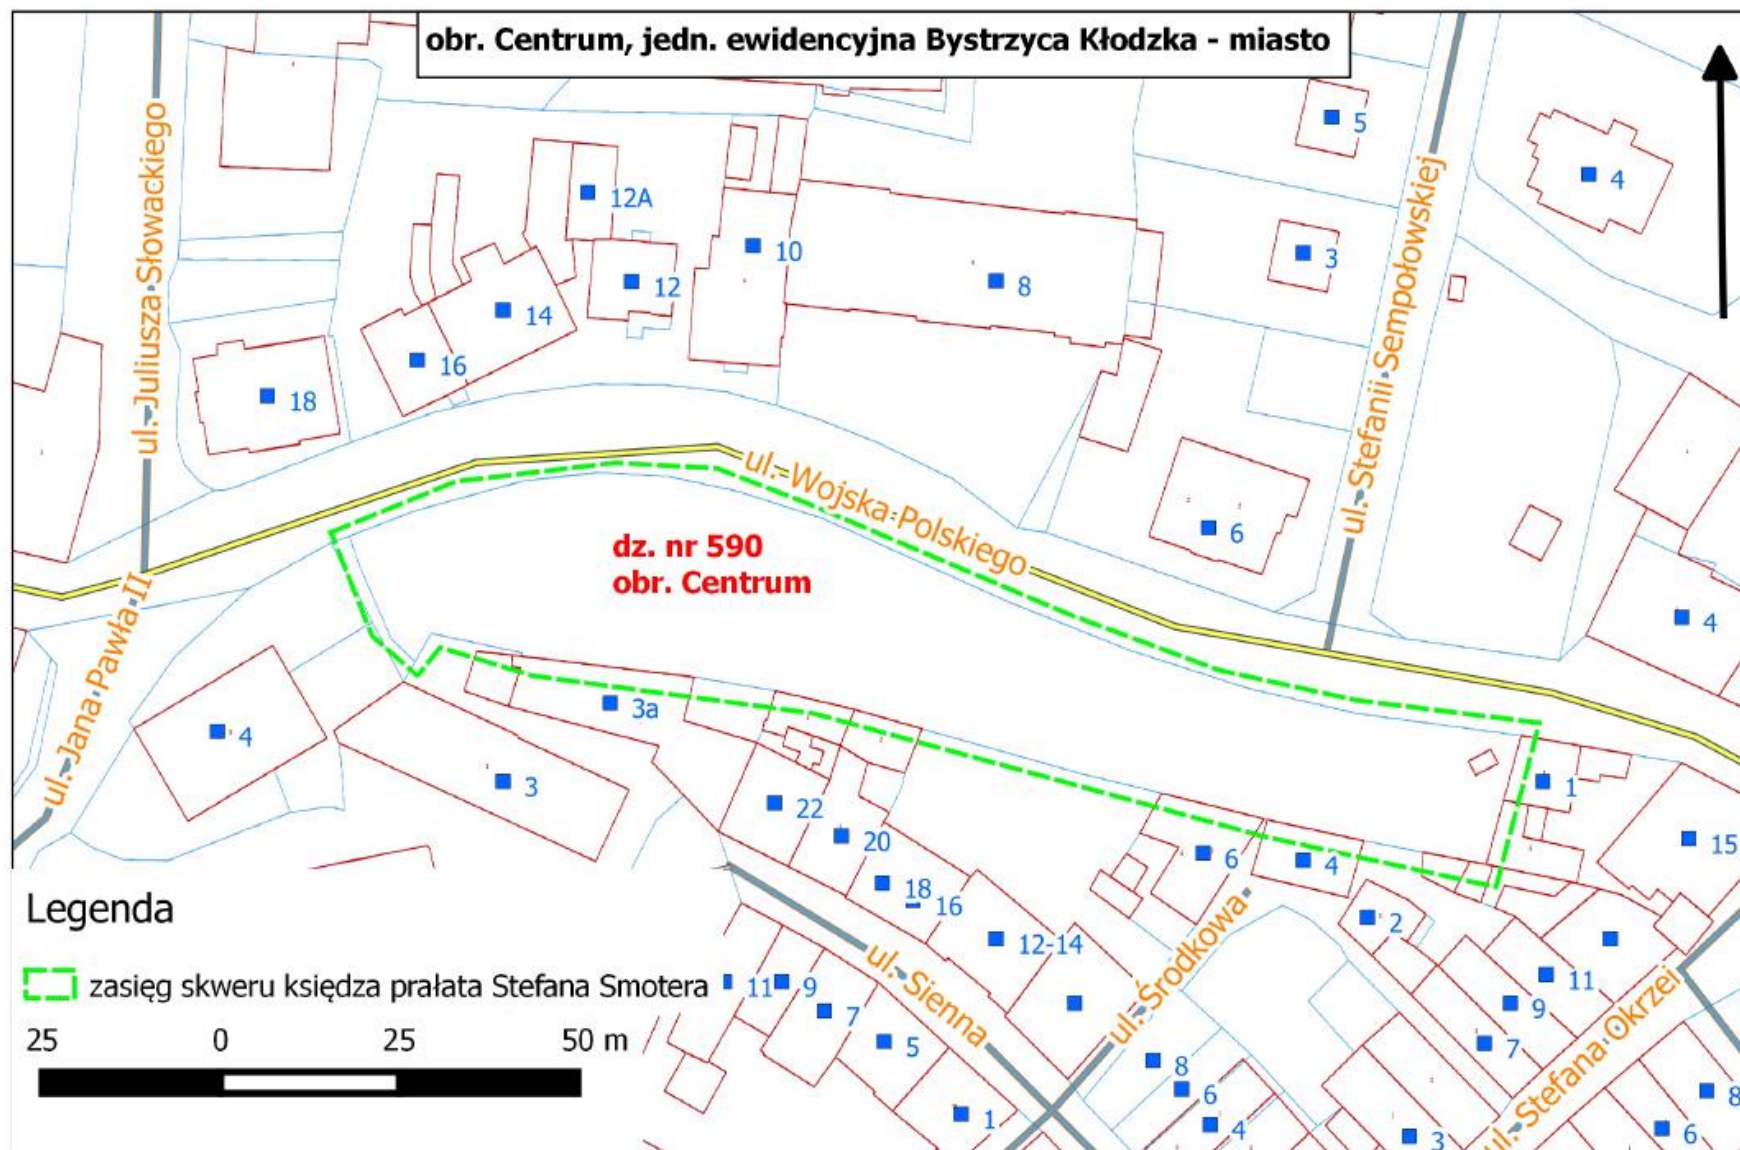 obr. Centrum, jedn. ewidencyjna Bystrzyca Kłodzka - miasto
ul. Juliusza Słowackiego
ul. Stefanii Sempołowskiej
5
4
12A
10
3
12
8
14
16
18
ul. Wojska Polskiego
6
dz. nr 590
obr. Centrum
ul. Jana Pawła II
4
4
3a
3
1
22
20
15
6
4
18
16
2
12-14
ul. Środkowa
ul. Sienna
11
9
7
ul. Stefana Okrzei
11
9
7
5
8
6
4
1
3
8
6
Legenda
zasięg skweru księdza prałata Stefana Smotera
25 0 25 50 m